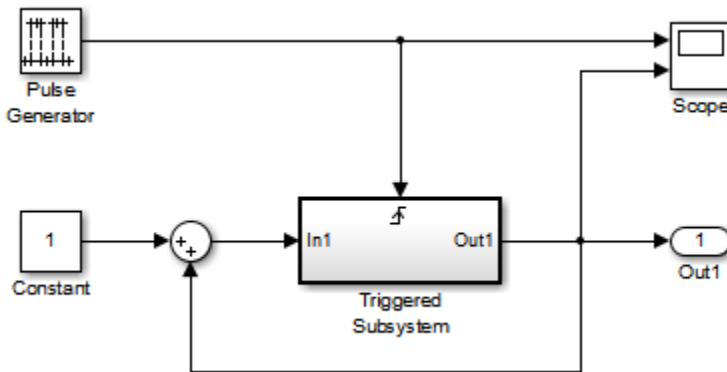 Pulse
Generator
Scope
1
Constant
+
+
In1
Out1
Triggered
Subsystem
1
Out1